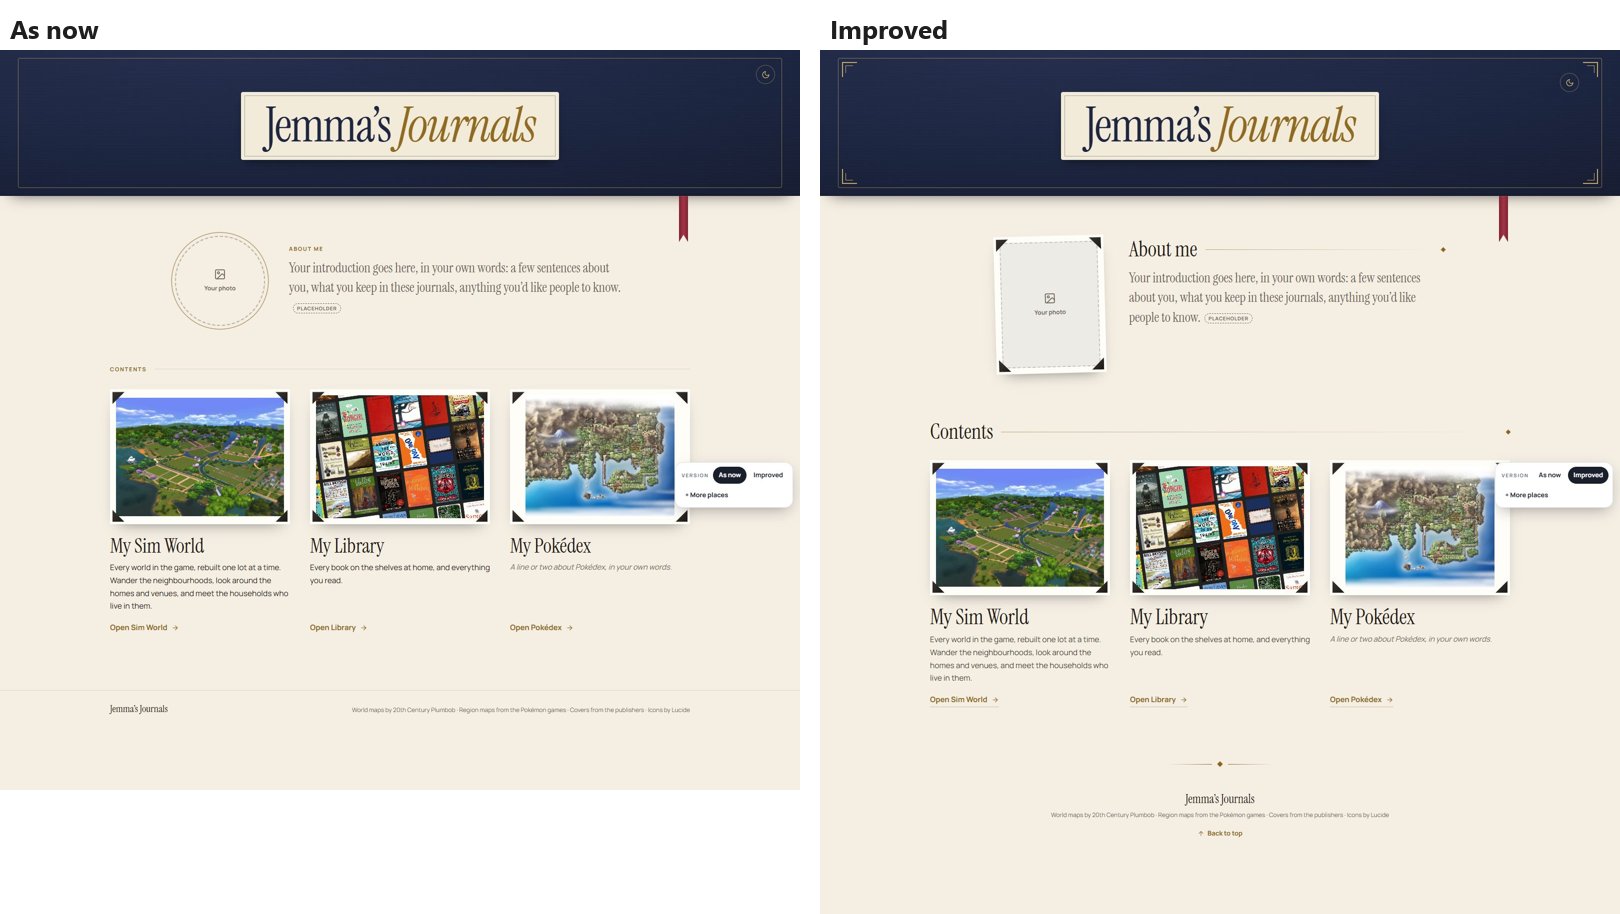 As now
Jemma's Journals
Your photo
ABOUT ME
Your introduction goes here, in your own words: a few sentences about
you, what you keep in these journals, anything you'd like people to know.
PLACEHOLDER
CONTENTS
My Sim World
Every world in the game, rebuilt one lot at a time.
Wander the neighbourhoods, look around the
homes and venues, and meet the households who
live in them.
Open Sim World →
My Library
Every book on the shelves at home, and everything
you read.
Open Library →
My Pokédex
A line or two about Pokédex, in your own words.
Open Pokédex →
VERSION As now Improved
+ More places
Jemma's Journals
World maps by 20th Century Plumbob · Region maps from the Pokémon games · Covers from the publishers · Icons by Lucide
Improved
Jemma's Journals
Your photo
About me
Your introduction goes here, in your own words: a few sentences
about you, what you keep in these journals, anything you'd like
people to know. PLACEHOLDER
Contents
My Sim World
Every world in the game, rebuilt one lot at a time.
Wander the neighbourhoods, look around the
homes and venues, and meet the households who
live in them.
Open Sim World →
My Library
Every book on the shelves at home, and everything
you read.
Open Library →
My Pokédex
A line or two about Pokédex, in your own words.
Open Pokédex →
VERSION As now Improved
+ More places
Jemma's Journals
World maps by 20th Century Plumbob · Region maps from the Pokémon games · Covers from the publishers · Icons by Lucide
↑ Back to top